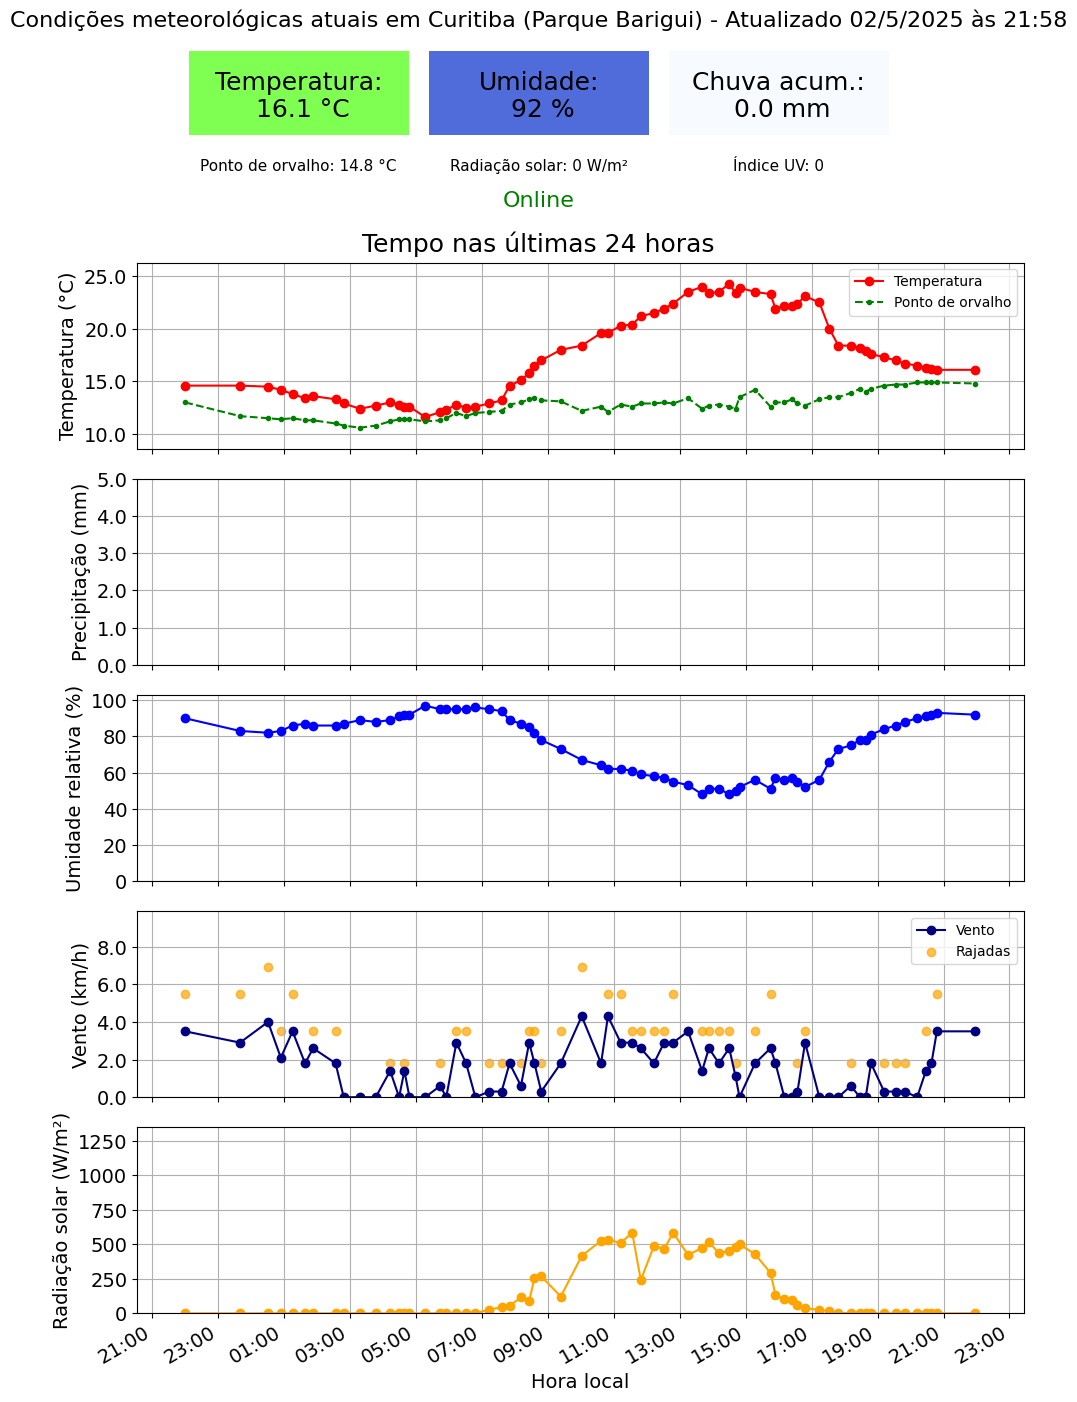 Condições meteorológicas atuais em Curitiba (Parque Barigui) - Atualizado 02/5/2025 às 21:58
Temperatura:
16.1 °C
Umidade:
92 %
Chuva acum.:
0.0 mm
Ponto de orvalho: 14.8 °C
Radiação solar: 0 W/m²
Índice UV: 0
Online
Tempo nas últimas 24 horas
Temperatura (°C)
25.0
20.0
15.0
10.0
Temperatura
Ponto de orvalho
Precipitação (mm)
5.0
4.0
3.0
2.0
1.0
0.0
Umidade relativa (%)
100
80
60
40
20
0
Vento (km/h)
8.0
6.0
4.0
2.0
0.0
Vento
Rajadas
Radiação solar (W/m²)
1250
1000
750
500
250
0
21:00
23:00
01:00
03:00
05:00
07:00
09:00
11:00
13:00
15:00
17:00
19:00
21:00
23:00
Hora local